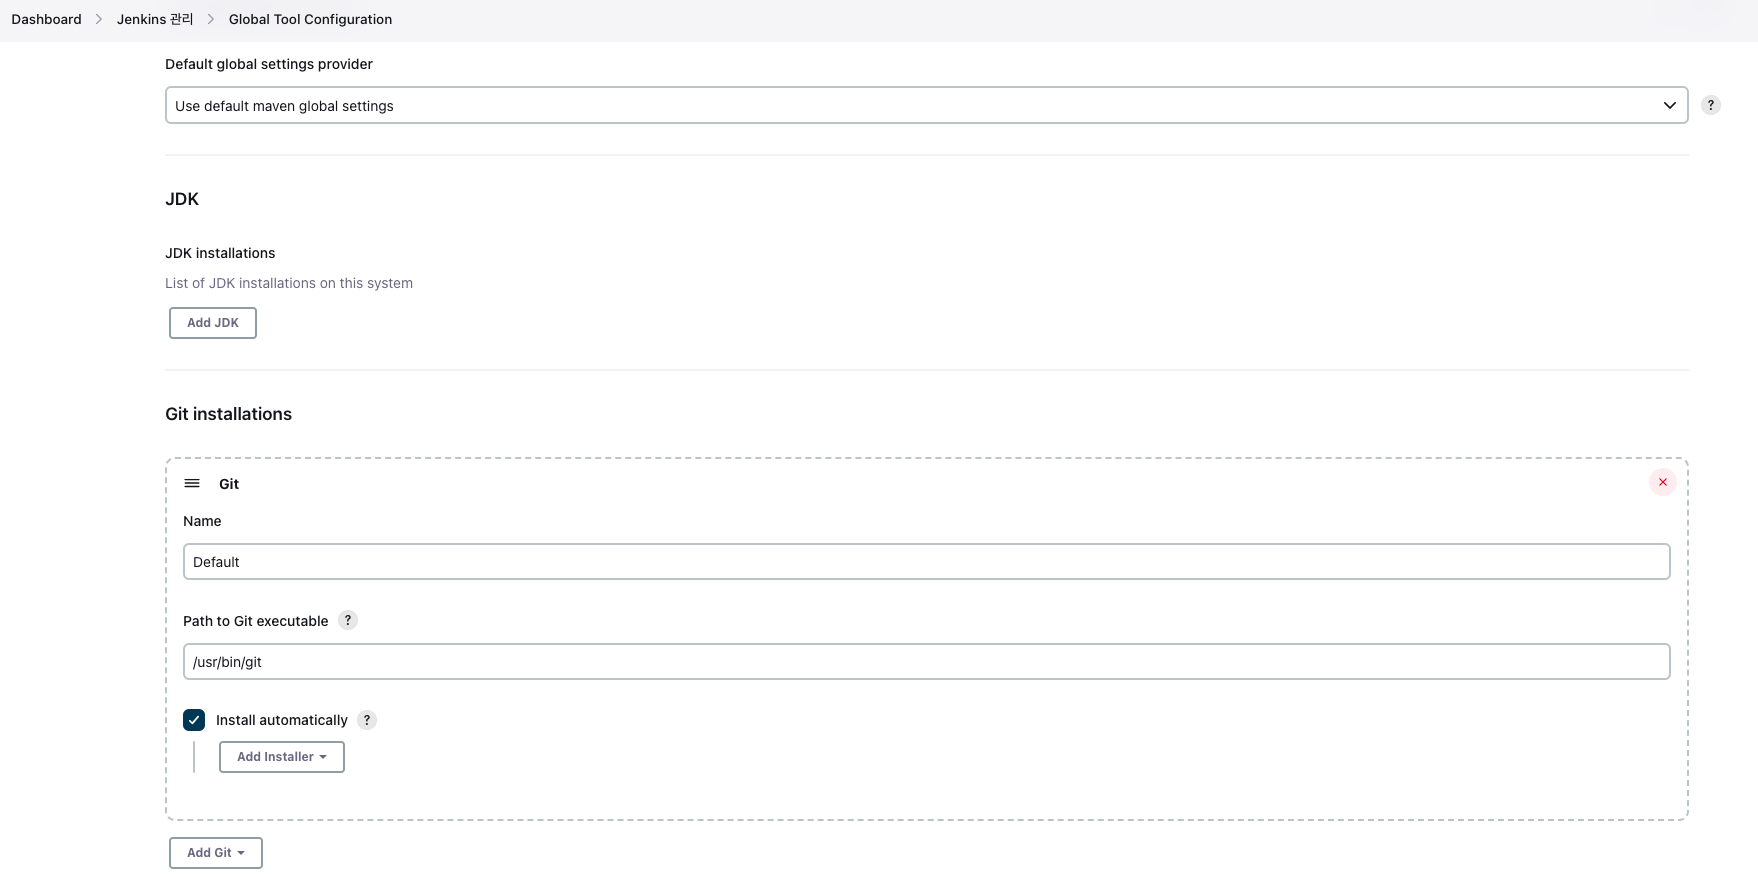 Dashboard > Jenkins 관리 > Global Tool Configuration
Default global settings provider
Use default maven global settings ?
JDK
JDK installations
List of JDK installations on this system
Add JDK
Git installations
Git
Name
Default
Path to Git executable ?
/usr/bin/git
Install automatically ?
Add Installer
Add Git